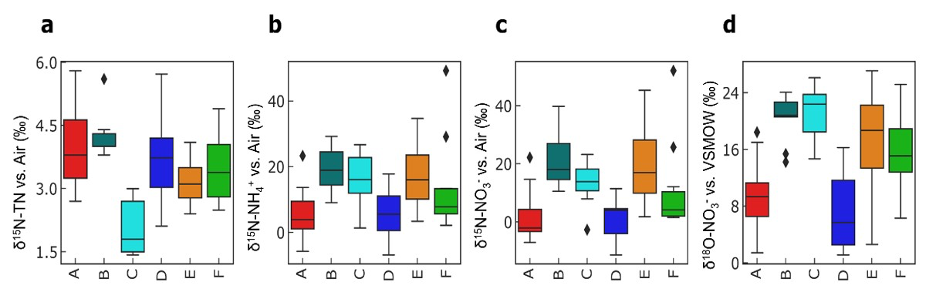 a
b
c
d
δ¹⁵N-TN vs. Air (‰)
6.0
4.5
3.0
1.5
A B C D E F
δ¹⁵N-NH₄⁺ vs. Air (‰)
40
20
0
A B C D E F
δ¹⁵N-NO₃⁻ vs. Air (‰)
40
20
0
A B C D E F
δ¹⁸O-NO₃⁻ vs. VSMOW (‰)
24
16
8
0
A B C D E F